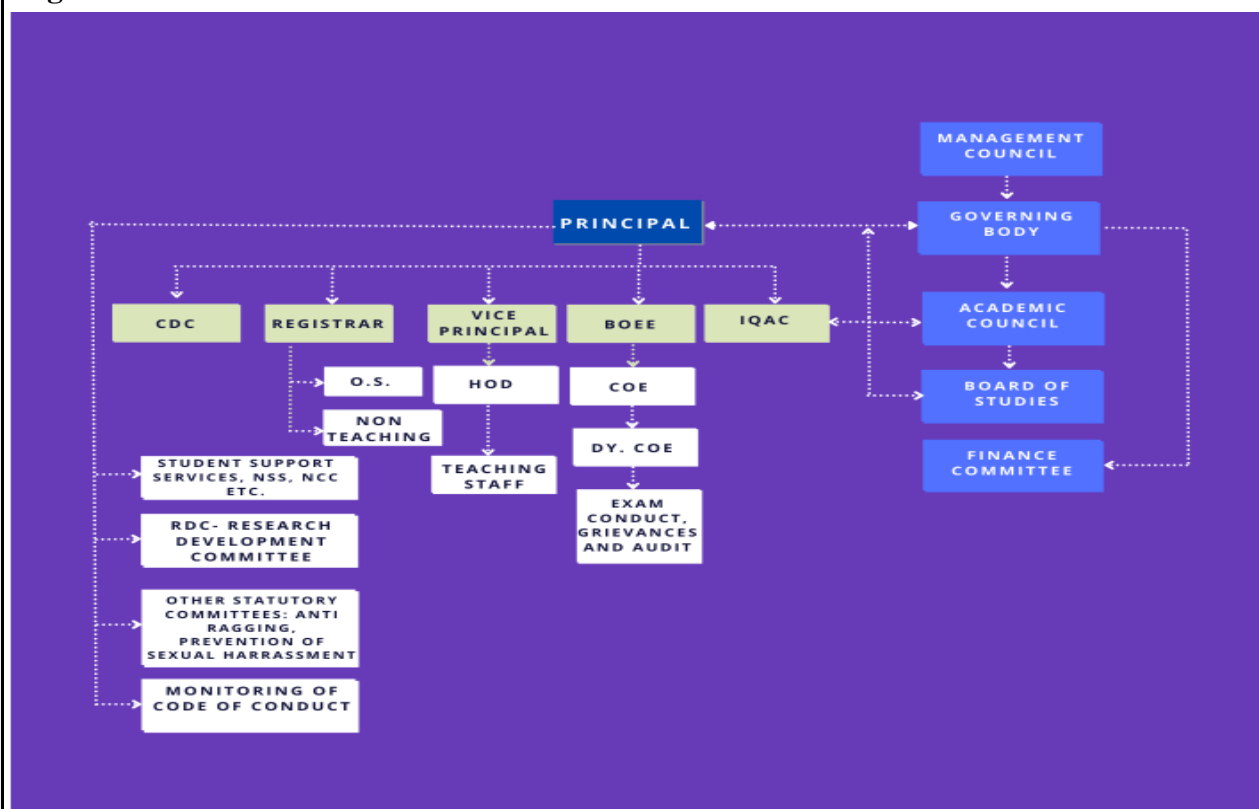 MANAGEMENT
COUNCIL
PRINCIPAL
GOVERNING
BODY
CDC
REGISTRAR
VICE
PRINCIPAL
BOEE
IQAC
ACADEMIC
COUNCIL
O.S.
HOD
COE
BOARD OF
STUDIES
NON
TEACHING
DY. COE
FINANCE
COMMITTEE
STUDENT SUPPORT
SERVICES, NSS, NCC
ETC.
TEACHING
STAFF
EXAM
CONDUCT,
GRIEVANCES
AND AUDIT
RDC- RESEARCH
DEVELOPMENT
COMMITTEE
OTHER STATUTORY
COMMITTEES: ANTI
RAGGING,
PREVENTION OF
SEXUAL HARRASSMENT
MONITORING OF
CODE OF CONDUCT